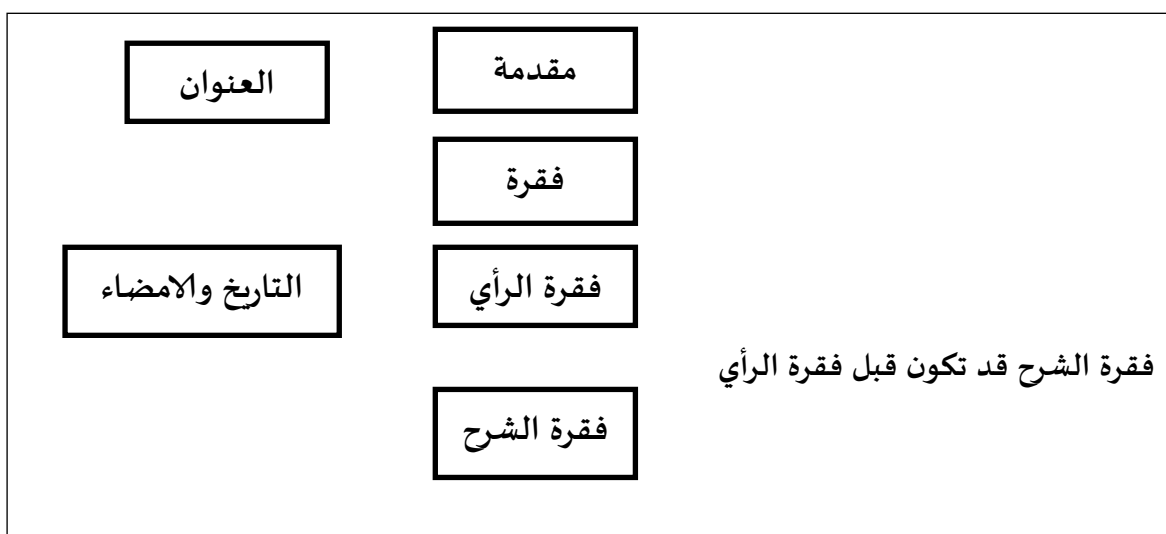 مقدمة
العنوان
فقرة
فقرة الرأي
التاريخ والامضاء
فقرة الشرح قد تكون قبل فقرة الرأي
فقرة الشرح